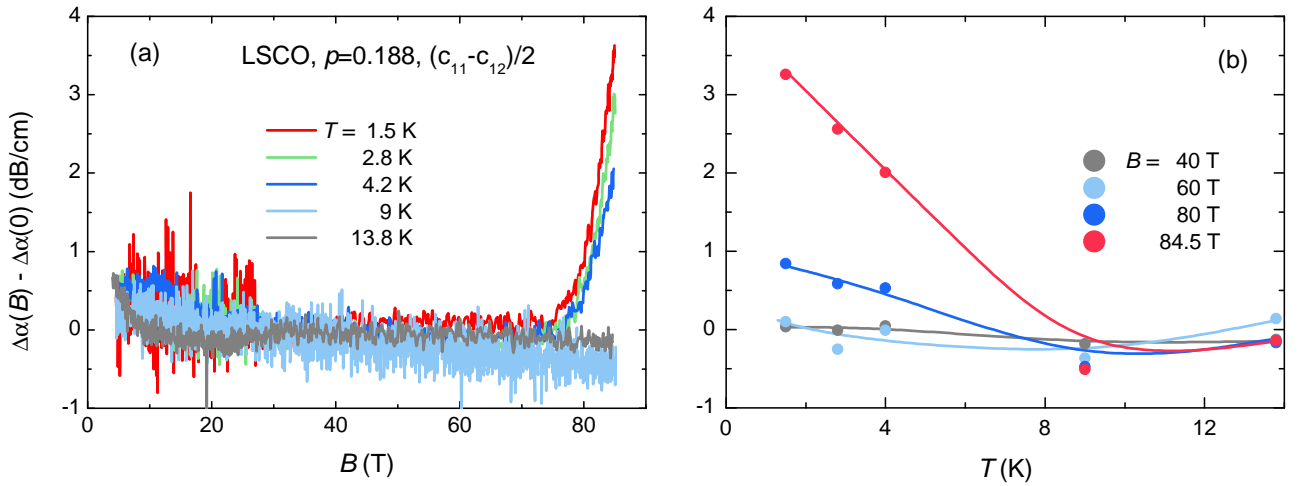 (a)
LSCO, p=0.188, (c₁₁-c₁₂)/2
T = 1.5 K
2.8 K
4.2 K
9 K
13.8 K
4
3
2
1
0
-1
0
20
40
60
80
B (T)
Δα(B) - Δα(0) (dB/cm)
(b)
B = 40 T
60 T
80 T
84.5 T
4
3
2
1
0
-1
0
4
8
12
T (K)